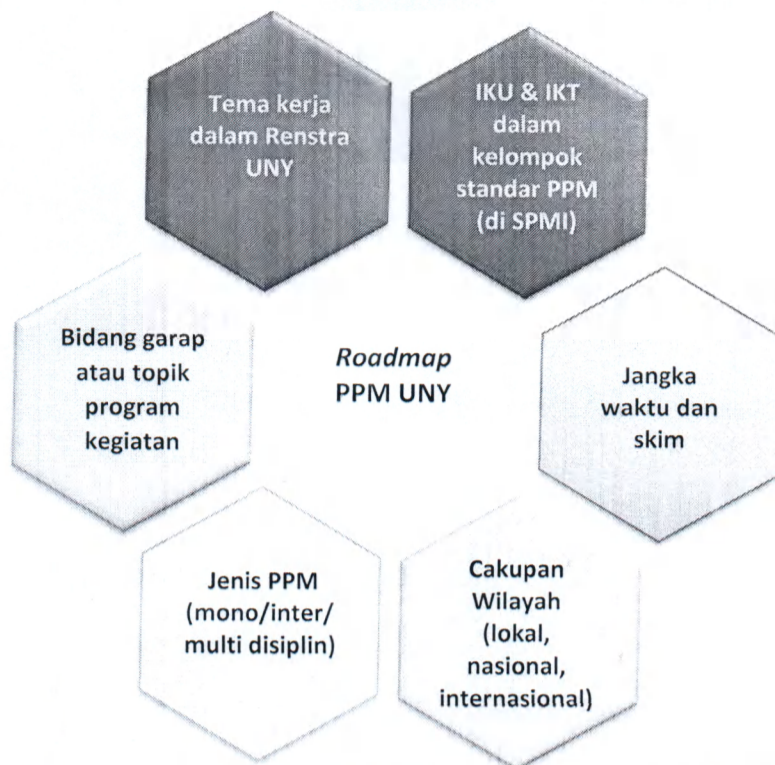 Tema kerja
dalam Renstra
UNY
IKU & IKT
dalam
kelompok
standar PPM
(di SPMI)
Bidang garap
atau topik
program
kegiatan
Roadmap
PPM UNY
Jangka
waktu dan
skim
Jenis PPM
(mono/inter/
multi disiplin)
Cakupan
Wilayah
(lokal,
nasional,
internasional)